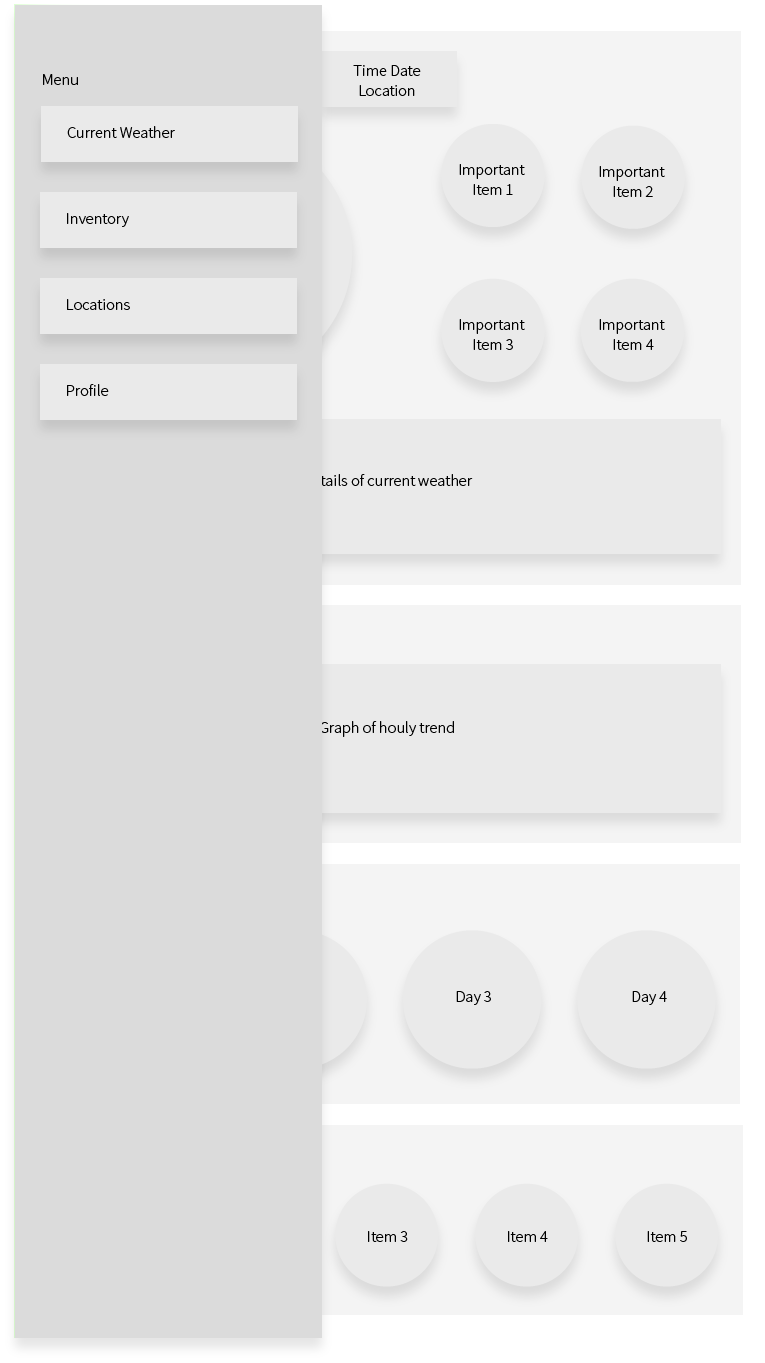 Menu
Current Weather
Inventory
Locations
Profile
Time Date
Location
Important
Item 1
Important
Item 2
Important
Item 3
Important
Item 4
tails of current weather
Graph of houly trend
Day 3
Day 4
Item 3
Item 4
Item 5